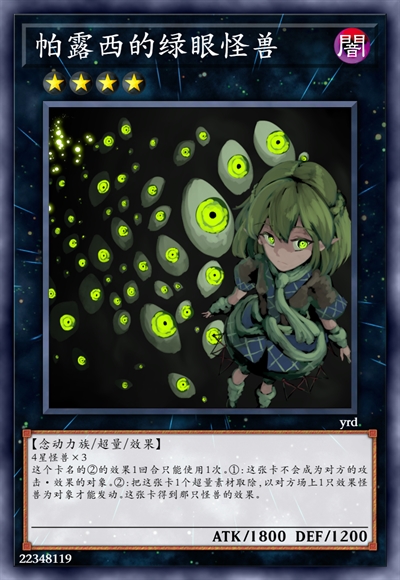 帕露西的绿眼怪兽
闇
yrd
【念动力族/超量/效果】
4星怪兽×3
这个卡名的②的效果1回合只能使用1次。①：这张卡不会成为对方的攻
击·效果的对象。②：把这张卡1个超量素材取除，以对方场上1只效果怪
兽为对象才能发动。这张卡得到那只怪兽的效果。
ATK/1800 DEF/1200
22348119